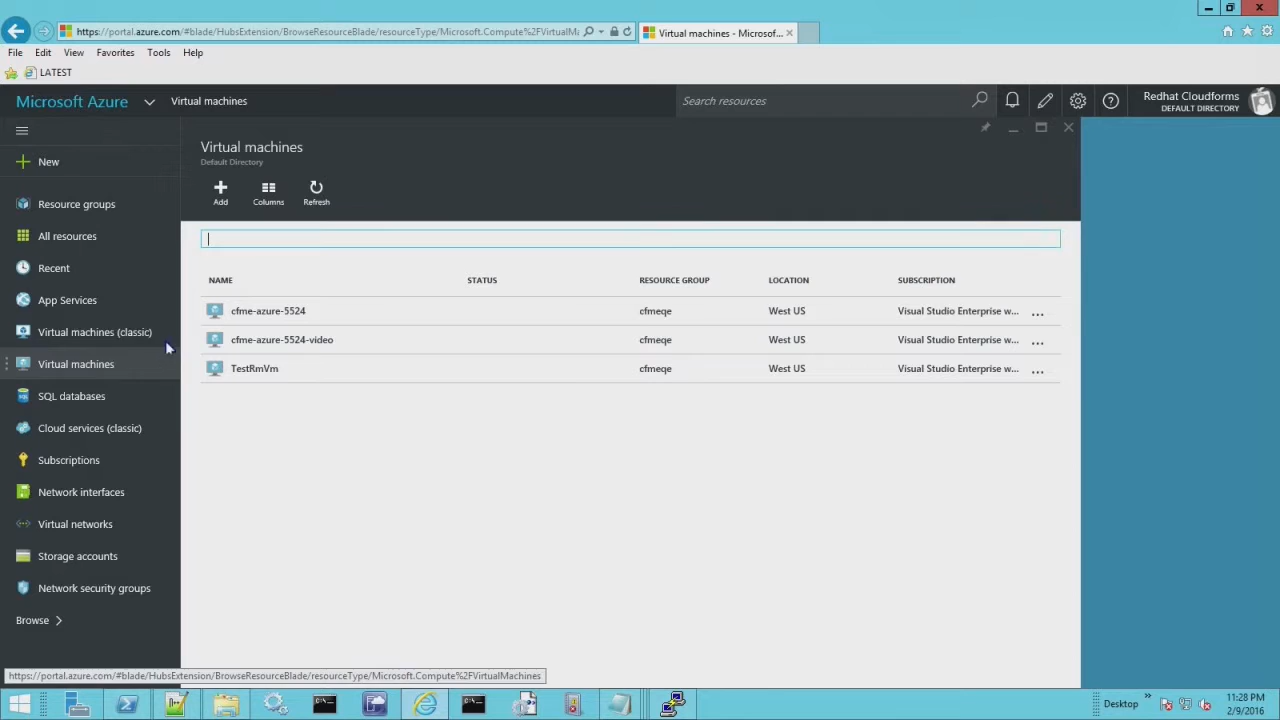 https://portal.azure.com/#blade/HubsExtension/BrowseResourceBlade/resourceType/Microsoft.Compute%2FVirtualMa
Virtual machines - Microsof...
File Edit View Favorites Tools Help
LATEST
Microsoft Azure Virtual machines Search resources Redhat Cloudforms
DEFAULT DIRECTORY
Virtual machines
Default Directory
New
Add Columns Refresh
Resource groups
All resources
Recent
App Services
Virtual machines (classic)
Virtual machines
SQL databases
Cloud services (classic)
Subscriptions
Network interfaces
Virtual networks
Storage accounts
Network security groups
Browse
NAME STATUS RESOURCE GROUP LOCATION SUBSCRIPTION
cfme-azure-5524 cfmeqe West US Visual Studio Enterprise w... ...
cfme-azure-5524-video cfmeqe West US Visual Studio Enterprise w... ...
TestRmVm cfmeqe West US Visual Studio Enterprise w... ...
https://portal.azure.com/#blade/HubsExtension/BrowseResourceBlade/resourceType/Microsoft.Compute%2FVirtualMachines
Desktop
11:28 PM
2/9/2016